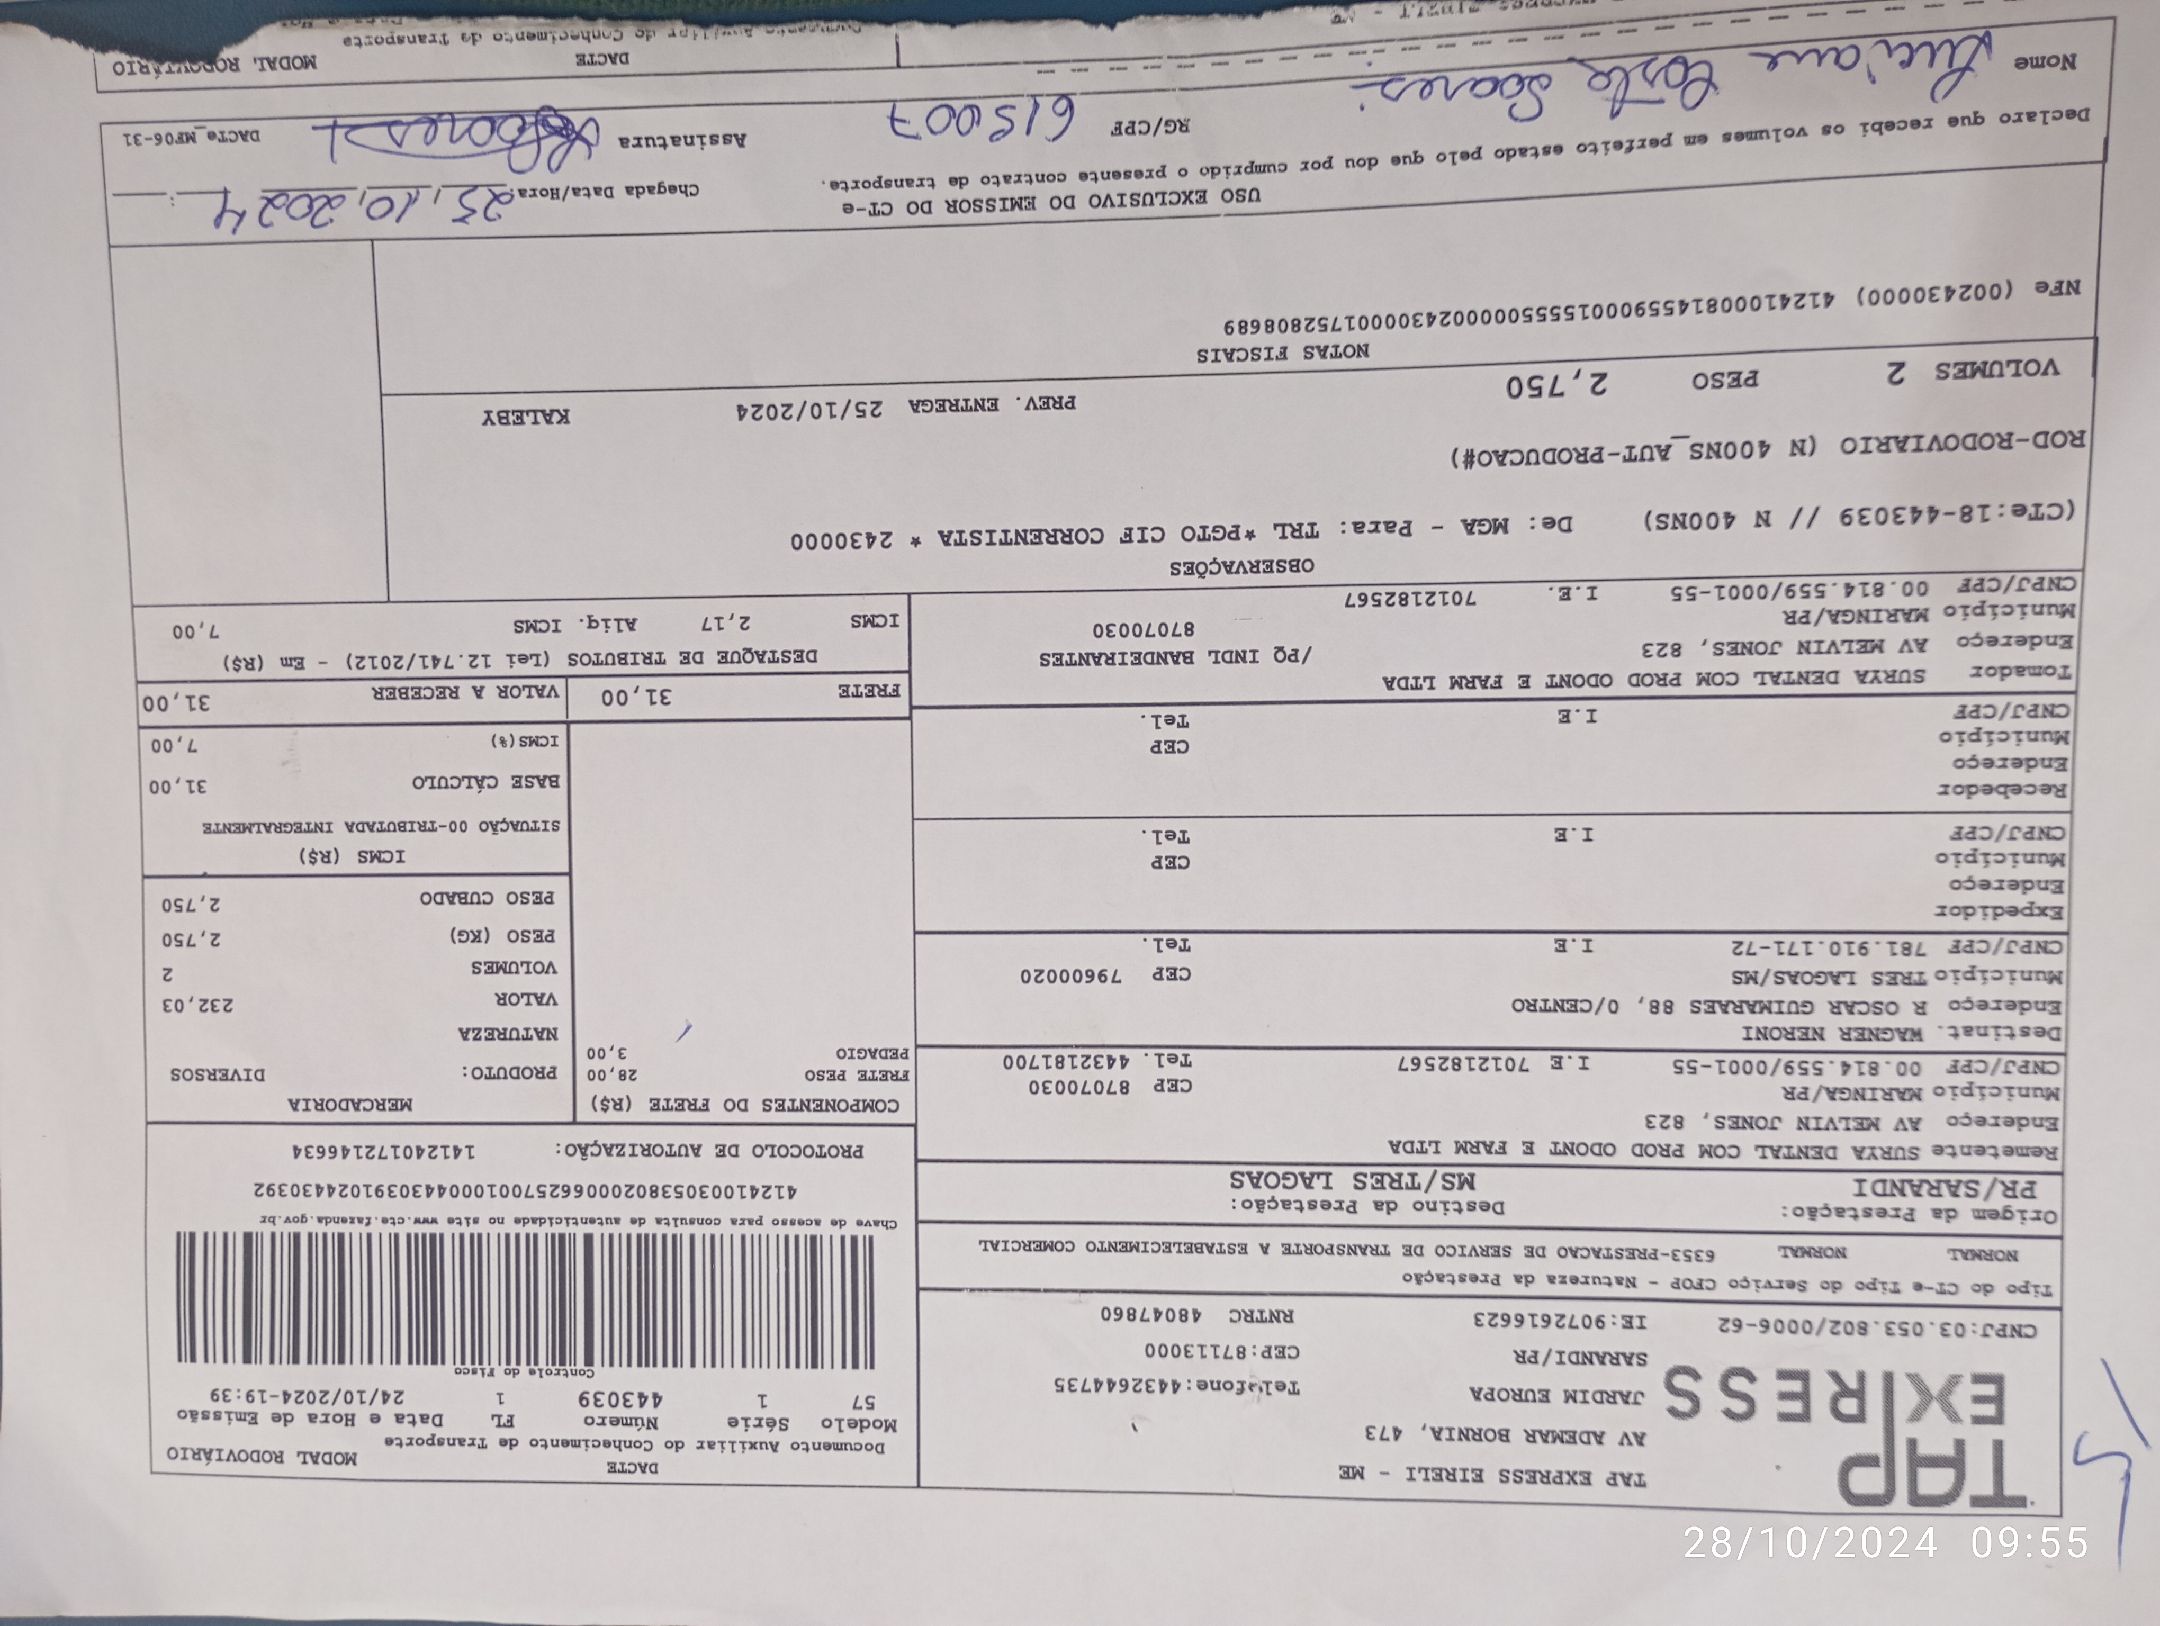 TAP
EXPRESS
TAP EXPRESS EIRELI - ME
AV ADEMAR BORNIA, 473
JARDIM EUROPA Telefone:4432644735
SARANDI/PR CEP:87113000
CNPJ:03.053.802/0006-62 IE:9072616623 RNTRC 48047860
DACTE MODAL RODOVIÁRIO
Documento Auxiliar do Conhecimento de Transporte
Modelo Série Número FL Data e Hora de Emissão
57 1 443039 1 24/10/2024-19:39
Controle do Fisco
Chave de acesso para consulta de autenticidade no site www.cte.fazenda.gov.br
41241003053802000662570010004430391024430392
PROTOCOLO DE AUTORIZAÇÃO: 141240172146634
Tipo do CT-e Tipo do Serviço CFOP - Natureza da Prestação
NORMAL NORMAL 6353-PRESTACAO DE SERVICO DE TRANSPORTE A ESTABELECIMENTO COMERCIAL
Origem da Prestação: Destino da Prestação:
PR/SARANDI MS/TRES LAGOAS
Remetente SURYA DENTAL COM PROD ODONT E FARM LTDA
Endereço AV MELVIN JONES, 823
Município MARINGA/PR CEP 87070030
CNPJ/CPF 00.814.559/0001-55 I.E 7012182567 Tel. 4432181700
Destinat. WAGNER NERONI
Endereço R OSCAR GUIMARAES 88, 0/CENTRO
Município TRES LAGOAS/MS CEP 79600020
CNPJ/CPF 781.910.171-72 I.E Tel.
Expedidor
Endereço
Município CEP
CNPJ/CPF I.E Tel.
Recebedor
Endereço
Município CEP
CNPJ/CPF I.E Tel.
Tomador SURYA DENTAL COM PROD ODONT E FARM LTDA
Endereço AV MELVIN JONES, 823 /PQ INDL BANDEIRANTES
Município MARINGA/PR 87070030
CNPJ/CPF 00.814.559/0001-55 I.E. 7012182567
COMPONENTES DO FRETE (R$)
FRETE PESO 28,00
PEDAGIO 3,00
MERCADORIA
PRODUTO: DIVERSOS
NATUREZA
VALOR 232,03
VOLUMES 2
PESO (KG) 2,750
PESO CUBADO 2,750
ICMS (R$)
SITUAÇÃO 00-TRIBUTADA INTEGRALMENTE
BASE CÁLCULO 31,00
ICMS(%) 7,00
FRETE 31,00 VALOR A RECEBER 31,00
DESTAQUE DE TRIBUTOS (Lei 12.741/2012) - Em (R$)
ICMS 2,17 Aliq. ICMS 7,00
OBSERVAÇÕES
(CTe:18-443039 // N 400NS) De: MGA - Para: TRL *PGTO CIF CORRENTISTA * 2430000
ROD-RODOVIARIO (N 400NS_AUT-PRODUCAO#)
VOLUMES 2 PESO 2,750 PREV. ENTREGA 25/10/2024 KALEBY
NOTAS FISCAIS
NFe (002430000) 41241000814559000155550000024300001752808689
USO EXCLUSIVO DO EMISSOR DO CT-e
Declaro que recebi os volumes em perfeito estado pelo que dou por cumprido o presente contrato de transporte.
Chegada Data/Hora: 25,10,2024 :
Nome Luciane Costa Soares RG/CPF 615007 Assinatura DACTe_MF06-31
DACTE MODAL RODOVIÁRIO
Documento Auxiliar do Conhecimento de Transporte
28/10/2024 09:55